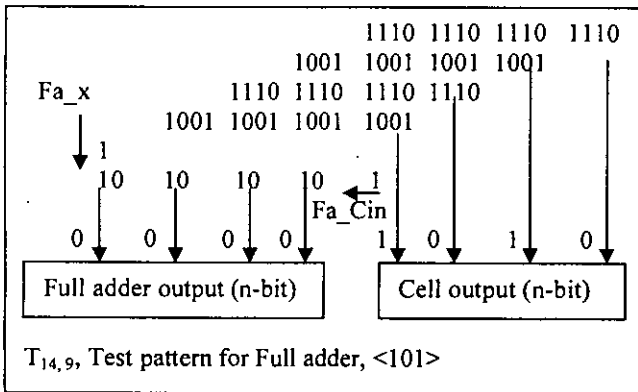 1110 1110 1110 1110
1001 1001 1001 1001
Fa_x
1110 1110 1110 1110
1001 1001 1001 1001
1
10 10 10 10 1
Fa_Cin
0 0 0 0 1 0 1 0
Full adder output (n-bit) Cell output (n-bit)
T14, 9, Test pattern for Full adder, <101>